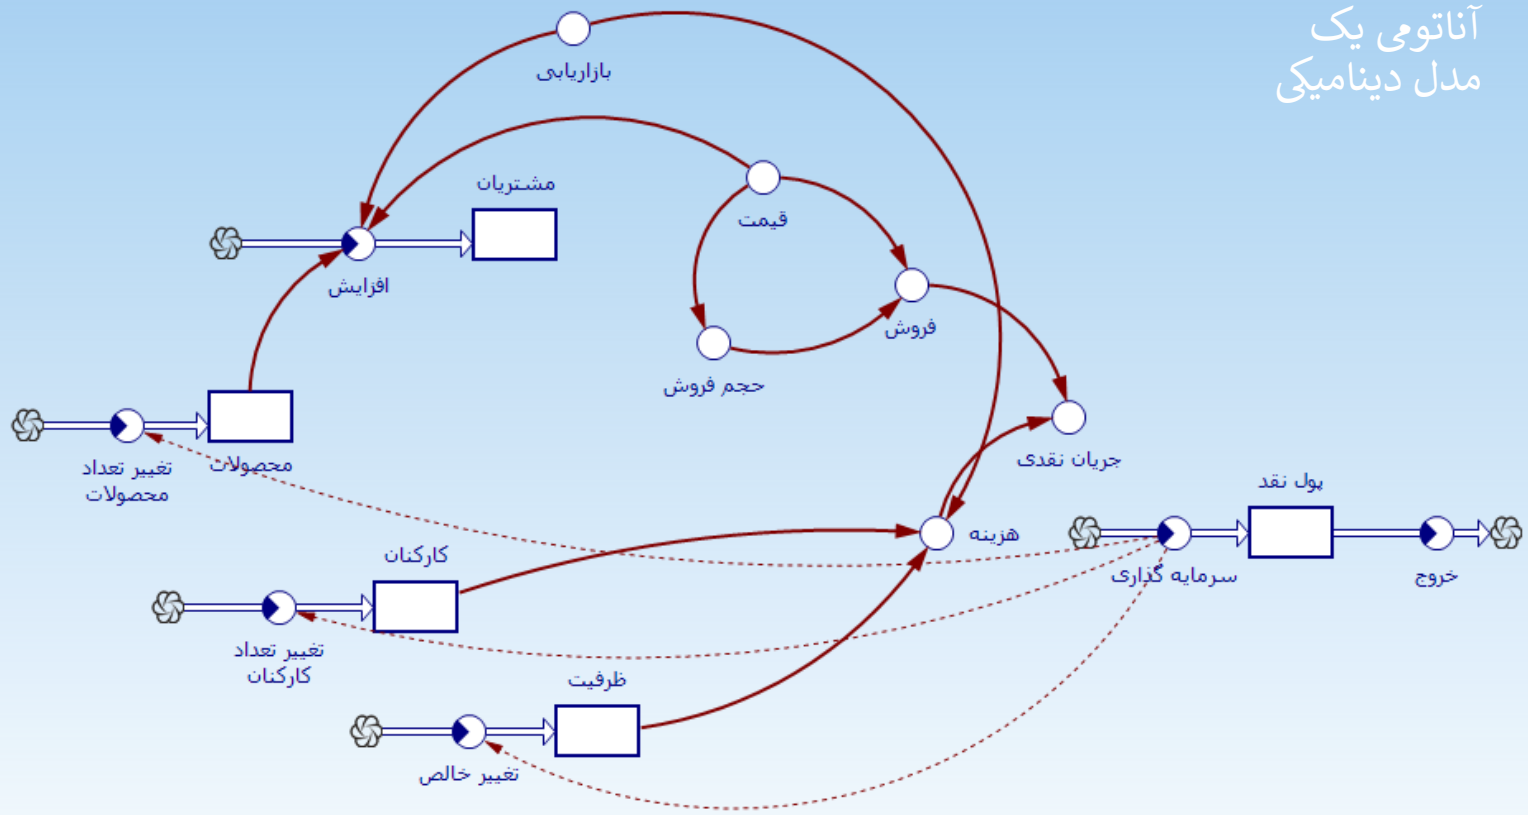 آناتومی یک
مدل دینامیکی
بازاریابی
مشتریان
قیمت
افزایش
فروش
حجم فروش
جریان نقدی
محصولات
تغییر تعداد
محصولات
پول نقد
هزینه
کارکنان
سرمایه گذاری
خروج
تغییر تعداد
کارکنان
ظرفیت
تغییر خالص